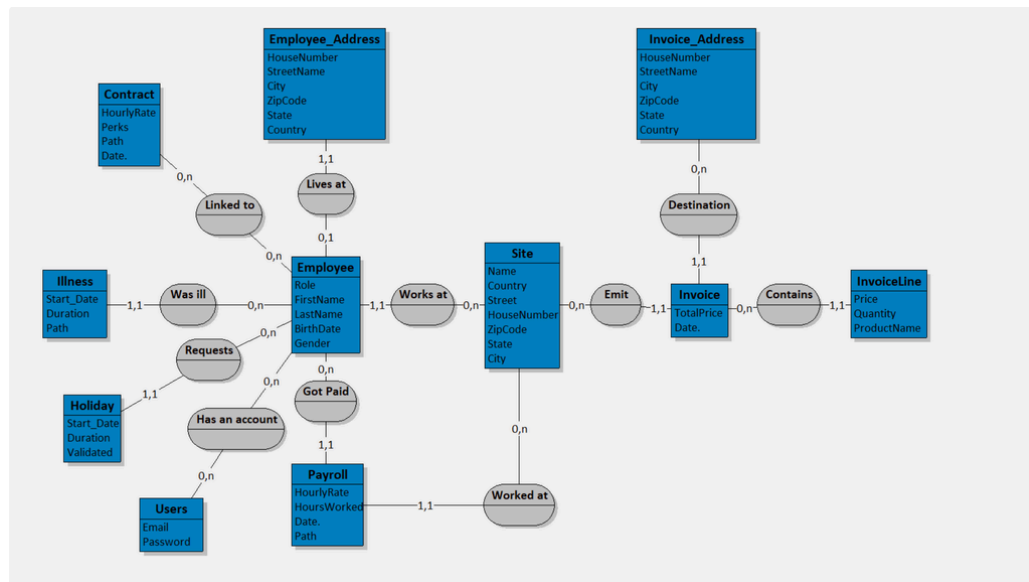 Employee_Address
HouseNumber
StreetName
City
ZipCode
State
Country
Invoice_Address
HouseNumber
StreetName
City
ZipCode
State
Country
Contract
HourlyRate
Perks
Path
Date.
1,1
0,n
0,n
Lives at
Linked to
Destination
0,1
0,n
1,1
Site
Name
Country
Street
HouseNumber
ZipCode
State
City
Employee
Role
FirstName
LastName
BirthDate
Gender
Illness
Start_Date
Duration
Path
1,1
Was ill
0,n
1,1
Works at
0,n
0,n
Emit
1,1
Invoice
TotalPrice
Date.
0,n
Contains
1,1
InvoiceLine
Price
Quantity
ProductName
0,n
Requests
1,1
0,n
Has an account
0,n
0,n
Got Paid
1,1
Holiday
Start_Date
Duration
Validated
0,n
Payroll
HourlyRate
HoursWorked
Date.
Path
1,1
Worked at
Users
Email
Password